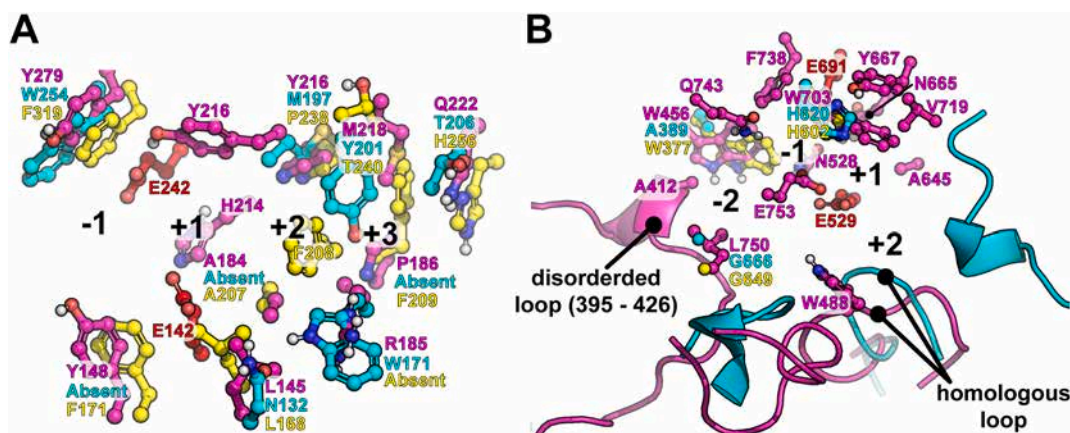 A
Y279
W254
F319
Y216
E242
-1
Y216
M197
P238
M218
Y201
T240
Q222
T206
H256
H214
+1
+2
F208
+3
A184
Absent
A207
P186
Absent
F209
E142
Y148
Absent
F171
L145
N132
L168
R185
W171
Absent
B
F738
E691
Y667
N665
Q743
W703
V719
W456
H620
A389
H602
W377
-1
N528
+1
A645
A412
-2
E753
E529
L750
G666
G649
+2
disorderded
loop (395 - 426)
W488
homologous
loop